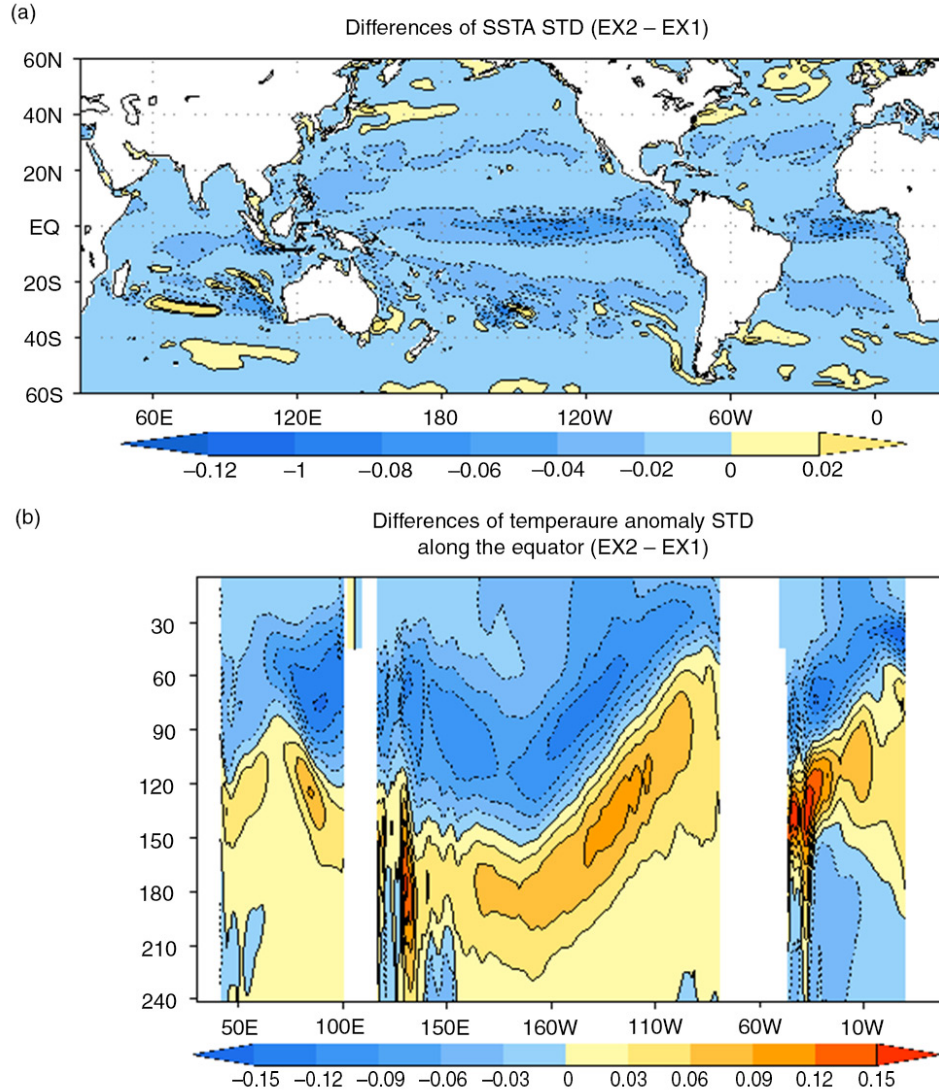 (a)
Differences of SSTA STD (EX2 – EX1)
60N
40N
20N
EQ
20S
40S
60S
60E 120E 180 120W 60W 0
−0.12 −1 −0.08 −0.06 −0.04 −0.02 0 0.02
(b)
Differences of temperaure anomaly STD
along the equator (EX2 – EX1)
30
60
90
120
150
180
210
240
50E 100E 150E 160W 110W 60W 10W
−0.15 −0.12 −0.09 −0.06 −0.03 0 0.03 0.06 0.09 0.12 0.15